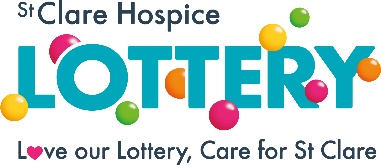 St Clare Hospice
LOTTERY
Love our Lottery, Care for St Clare